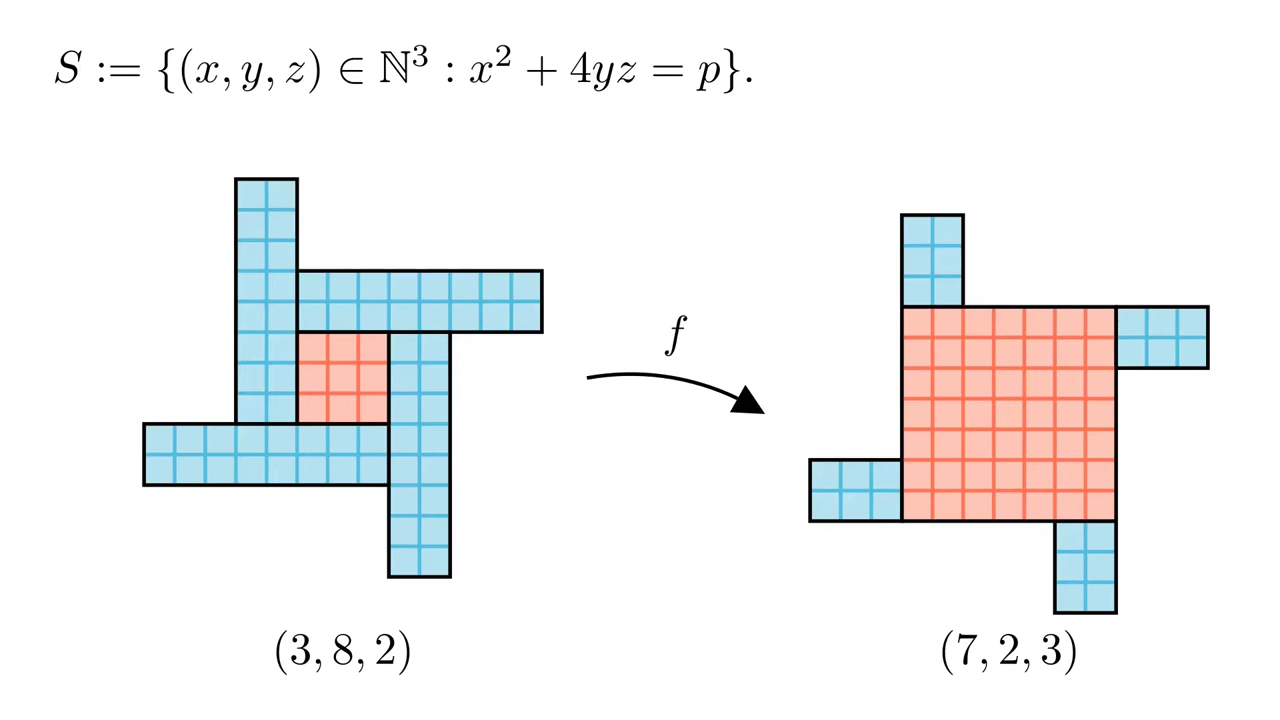 S := {(x, y, z) ∈ ℕ³ : x² + 4yz = p}.
f
(3, 8, 2)
(7, 2, 3)